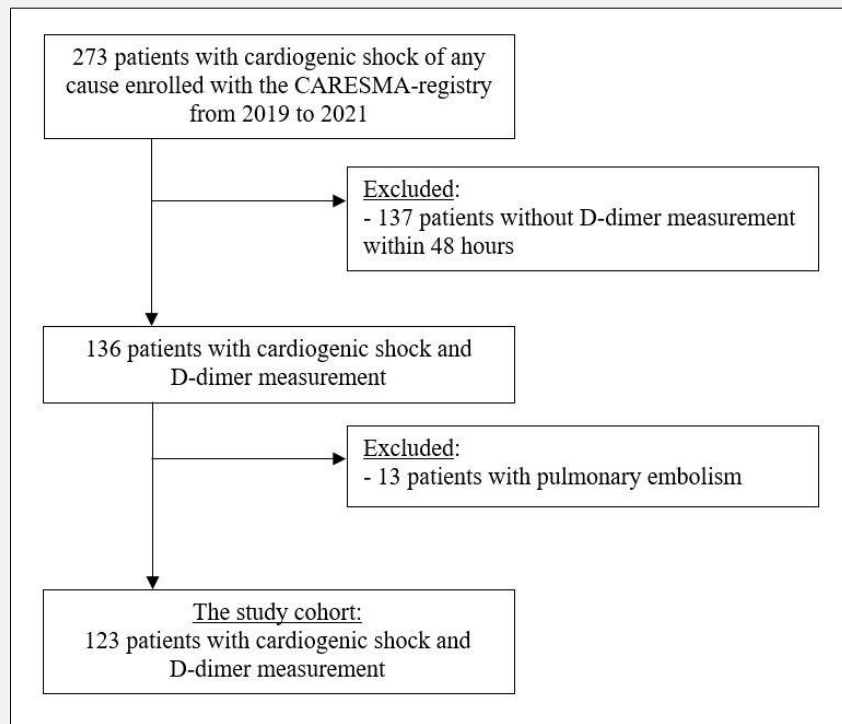 273 patients with cardiogenic shock of any
cause enrolled with the CARESMA-registry
from 2019 to 2021
Excluded:
- 137 patients without D-dimer measurement
within 48 hours
136 patients with cardiogenic shock and
D-dimer measurement
Excluded:
- 13 patients with pulmonary embolism
The study cohort:
123 patients with cardiogenic shock and
D-dimer measurement